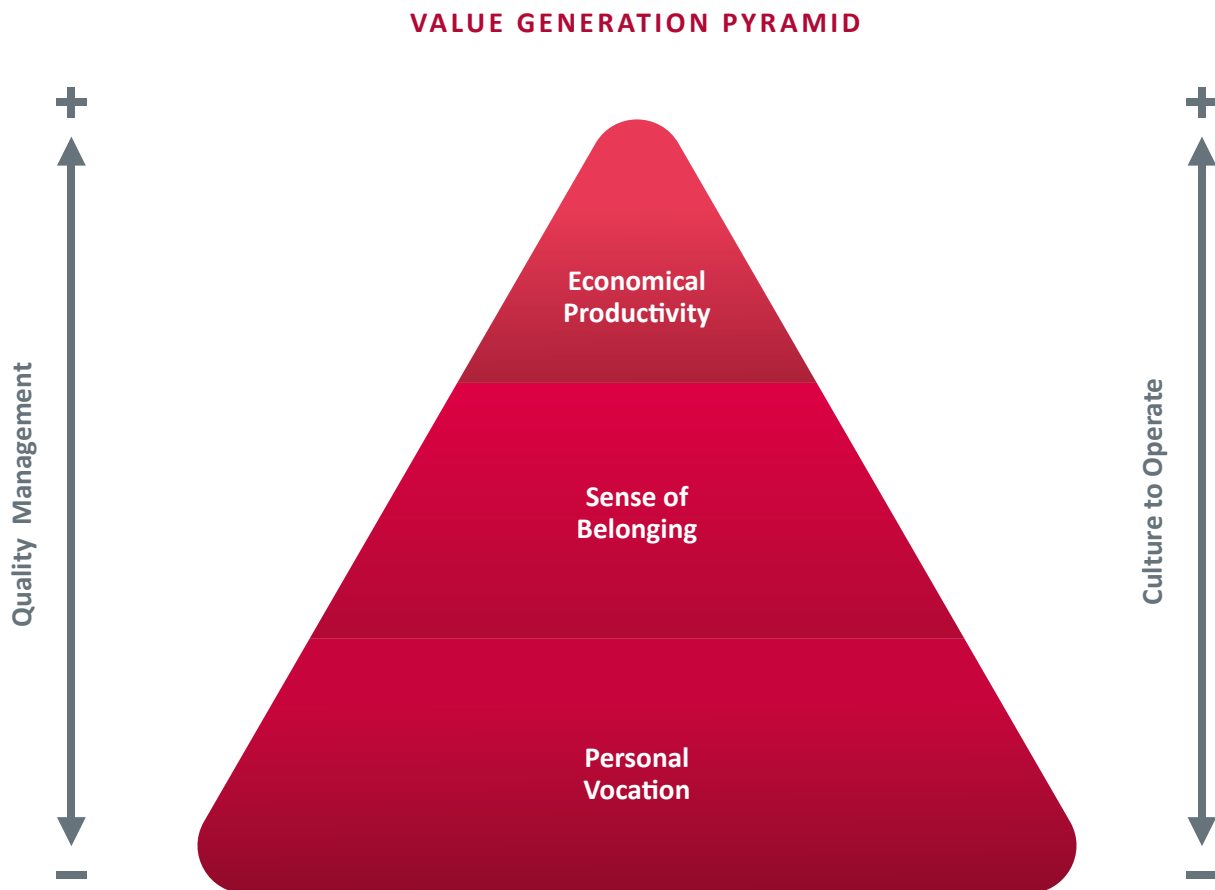 VALUE GENERATION PYRAMID
+
+
Economical
Productivity
Quality Management
Culture to Operate
Sense of
Belonging
Personal
Vocation
–
–